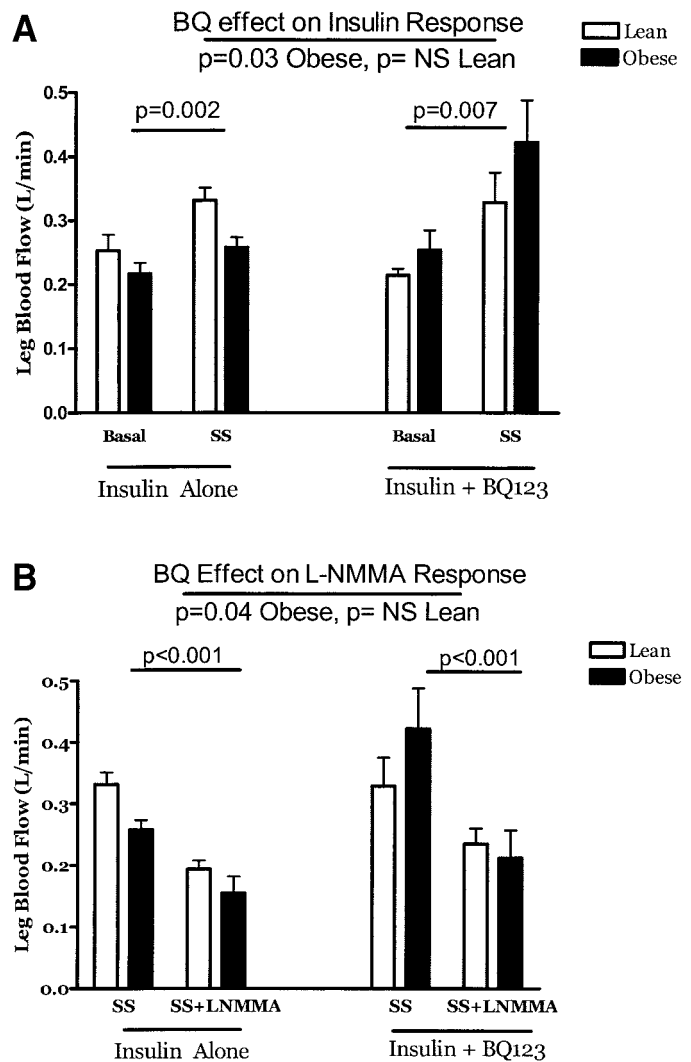 A
BQ effect on Insulin Response
p=0.03 Obese, p= NS Lean
Lean
Obese
p=0.002
p=0.007
Leg Blood Flow (L/min)
0.5
0.4
0.3
0.2
0.1
0.0
Basal SS Basal SS
Insulin Alone Insulin + BQ123
B
BQ Effect on L-NMMA Response
p=0.04 Obese, p= NS Lean
Lean
Obese
p<0.001
p<0.001
Leg Blood Flow (L/min)
0.5
0.4
0.3
0.2
0.1
0.0
SS SS+LNMMA SS SS+LNMMA
Insulin Alone Insulin + BQ123